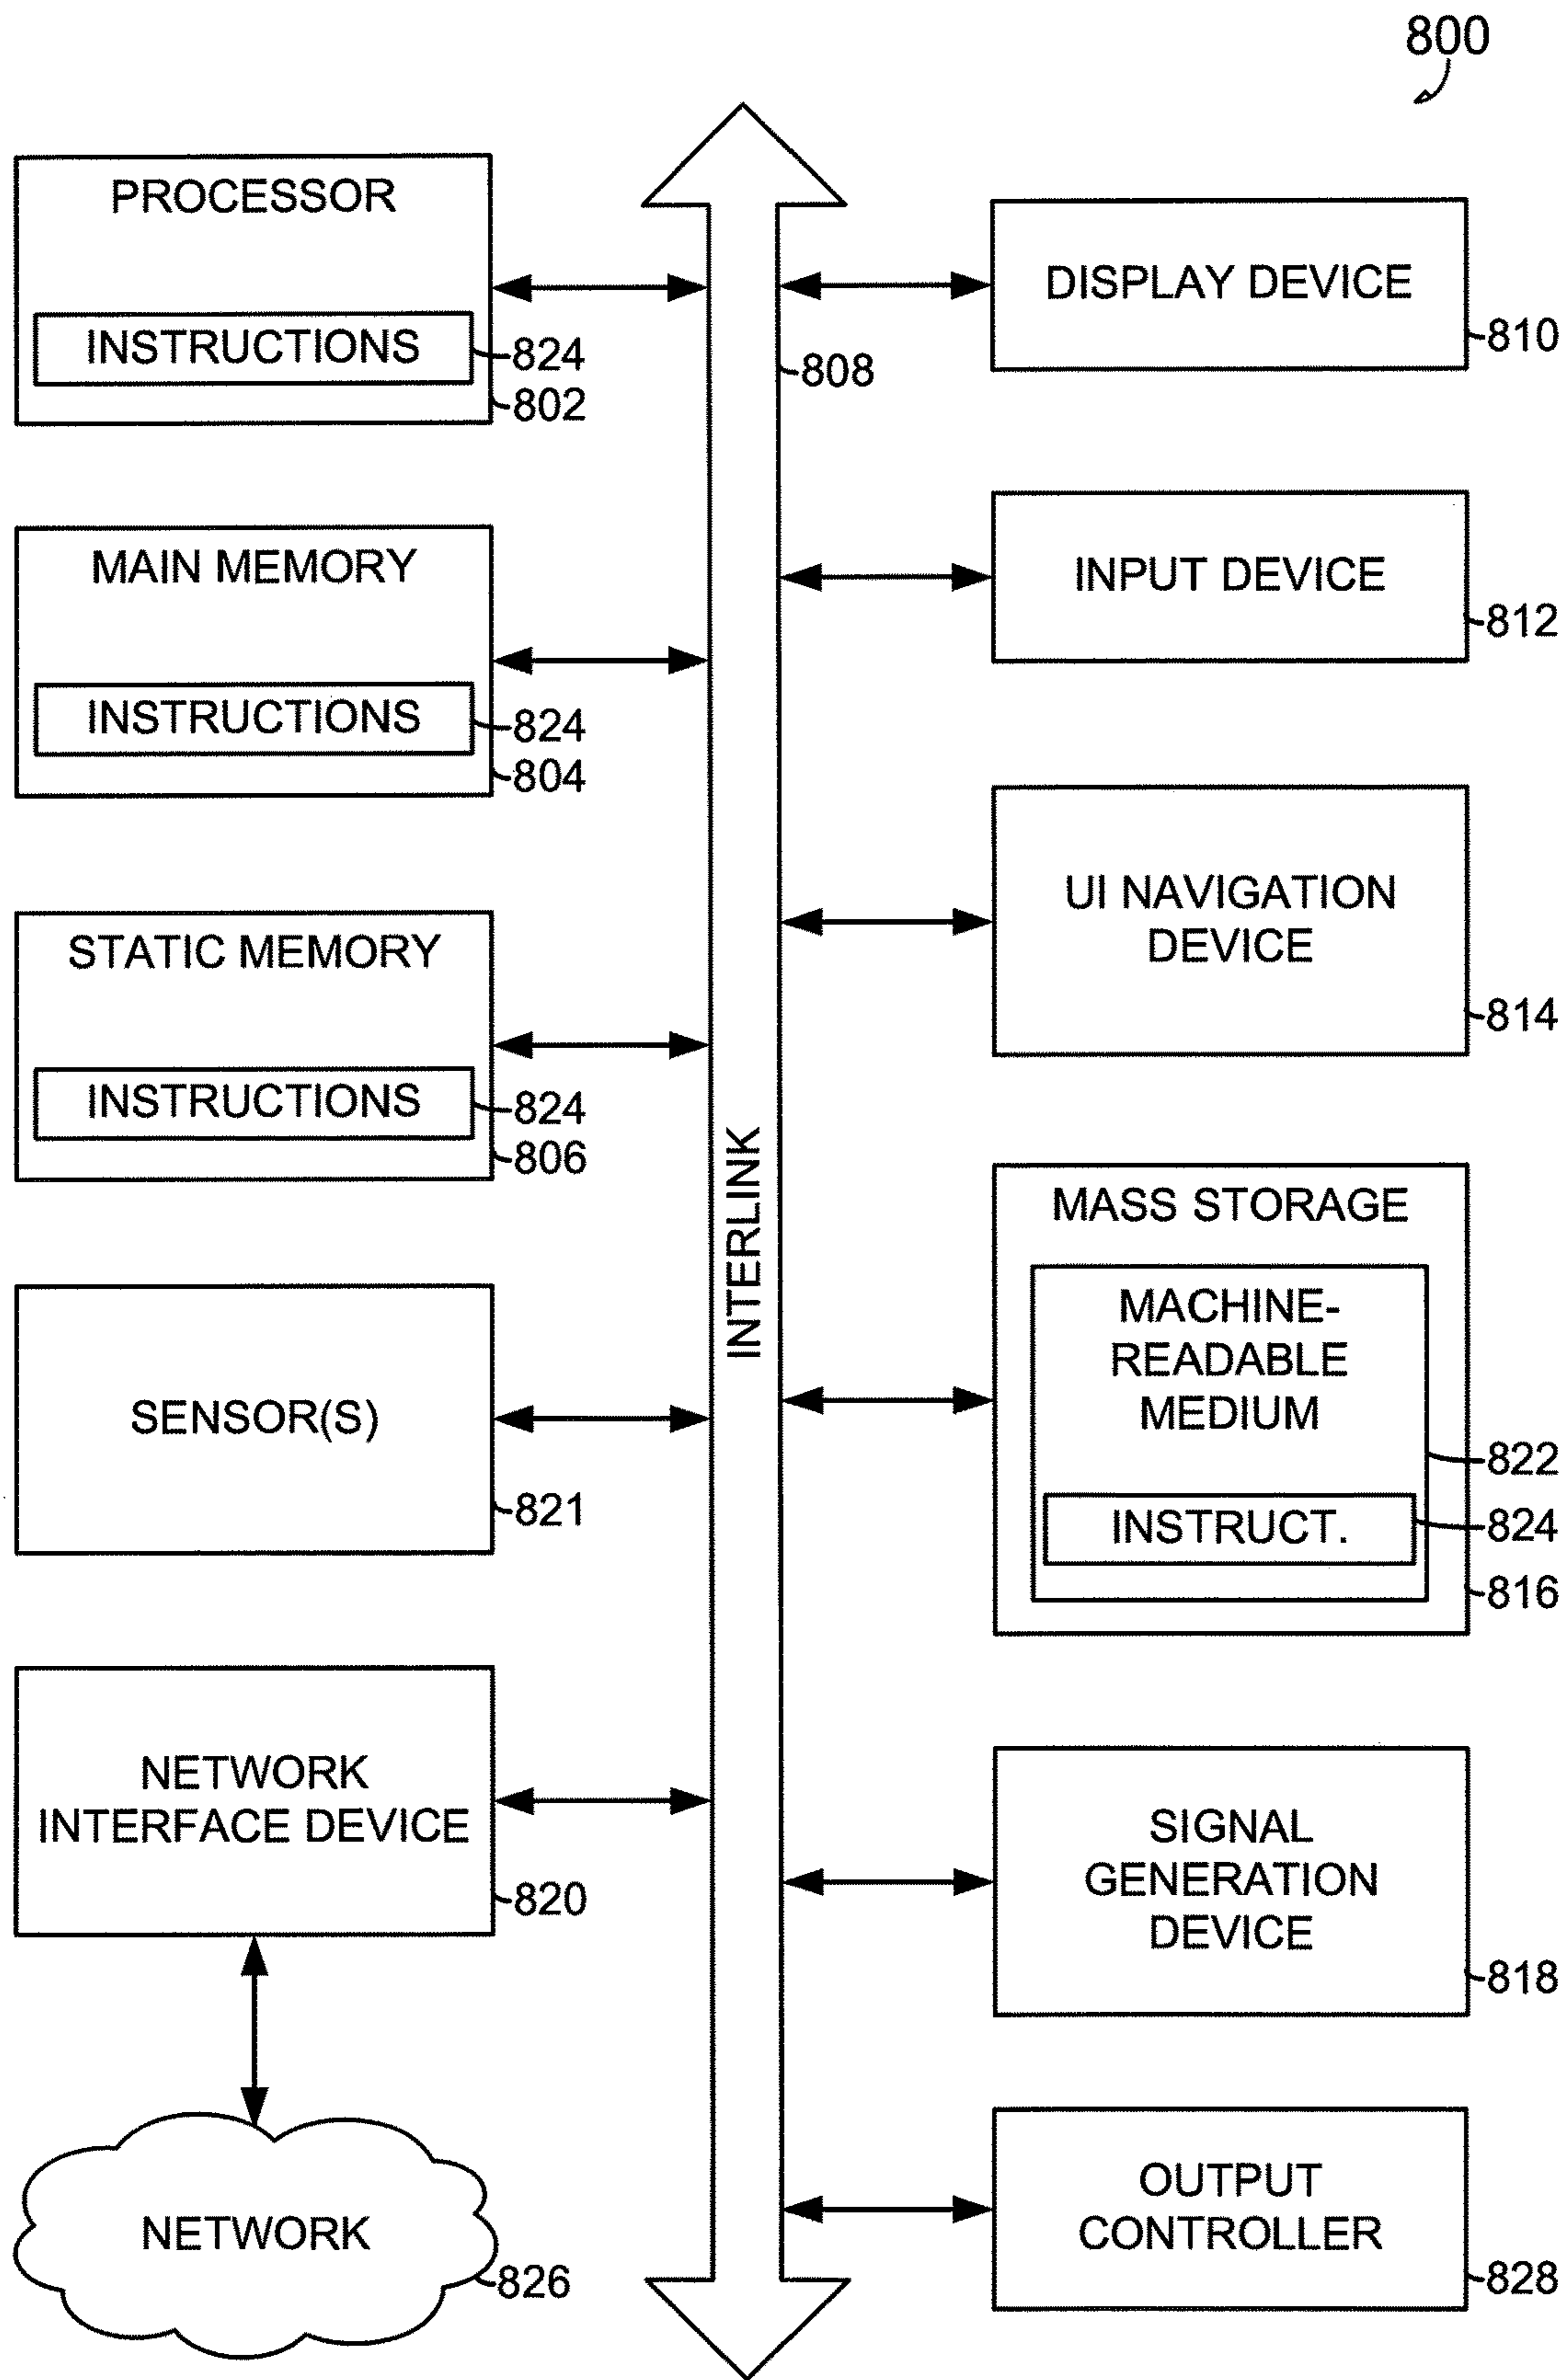 800
PROCESSOR
INSTRUCTIONS
824
802
MAIN MEMORY
INSTRUCTIONS
824
804
STATIC MEMORY
INSTRUCTIONS
824
806
SENSOR(S)
821
NETWORK
INTERFACE DEVICE
820
NETWORK
826
808
INTERLINK
DISPLAY DEVICE
810
INPUT DEVICE
812
UI NAVIGATION
DEVICE
814
MASS STORAGE
MACHINE-
READABLE
MEDIUM
822
INSTRUCT.
824
816
SIGNAL
GENERATION
DEVICE
818
OUTPUT
CONTROLLER
828